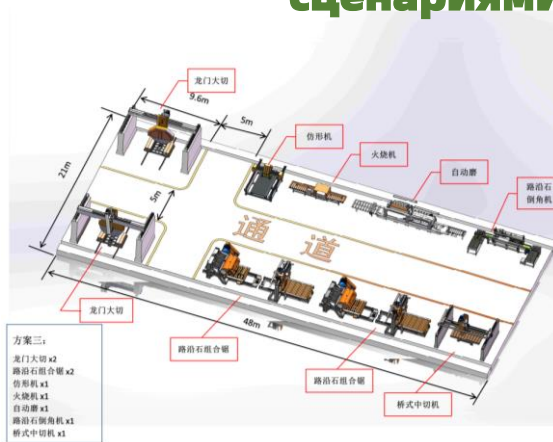 сценариями
龙门大切
9.6m
5m
仿形机
火烧机
自动磨
路沿石
倒角机
21m
5m
通道
龙门大切
48m
路沿石组合锯
路沿石组合锯
桥式中切机
方案三:
龙门大切 x2
路沿石组合锯 x2
仿形机 x1
火烧机 x1
自动磨 x1
路沿石倒角机 x1
桥式中切机 x1